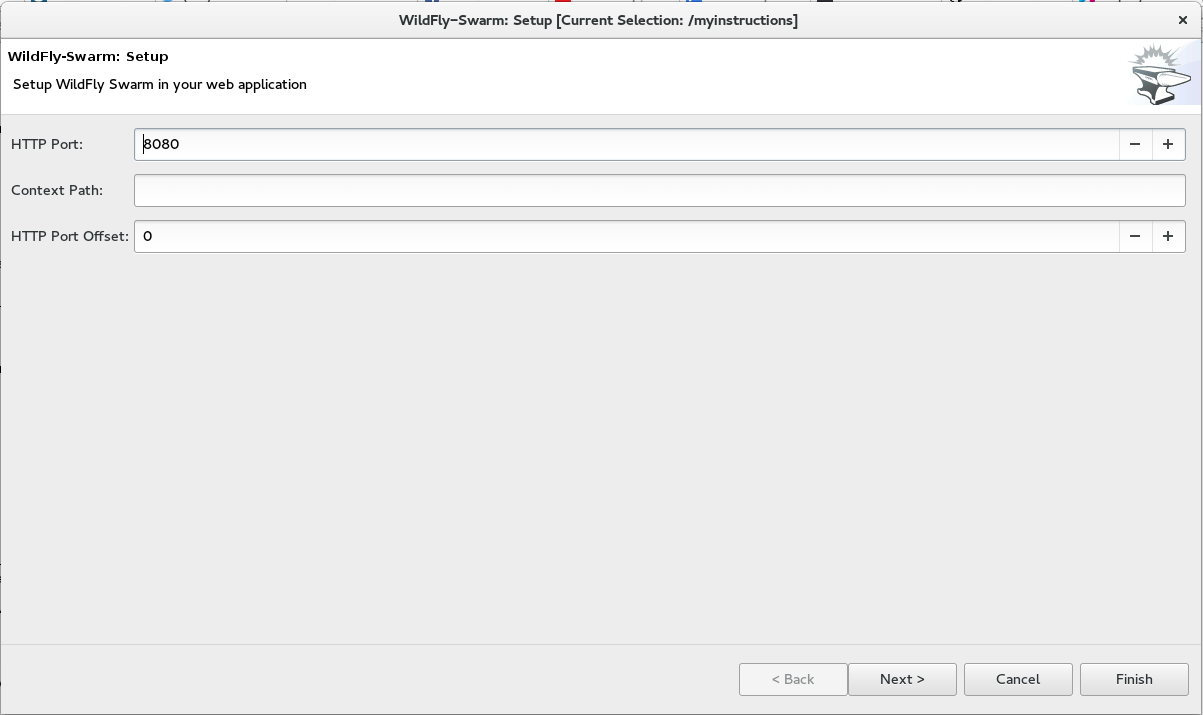 WildFly-Swarm: Setup [Current Selection: /myinstructions]
WildFly-Swarm: Setup
Setup WildFly Swarm in your web application
HTTP Port: 8080
Context Path:
HTTP Port Offset: 0
< Back Next > Cancel Finish